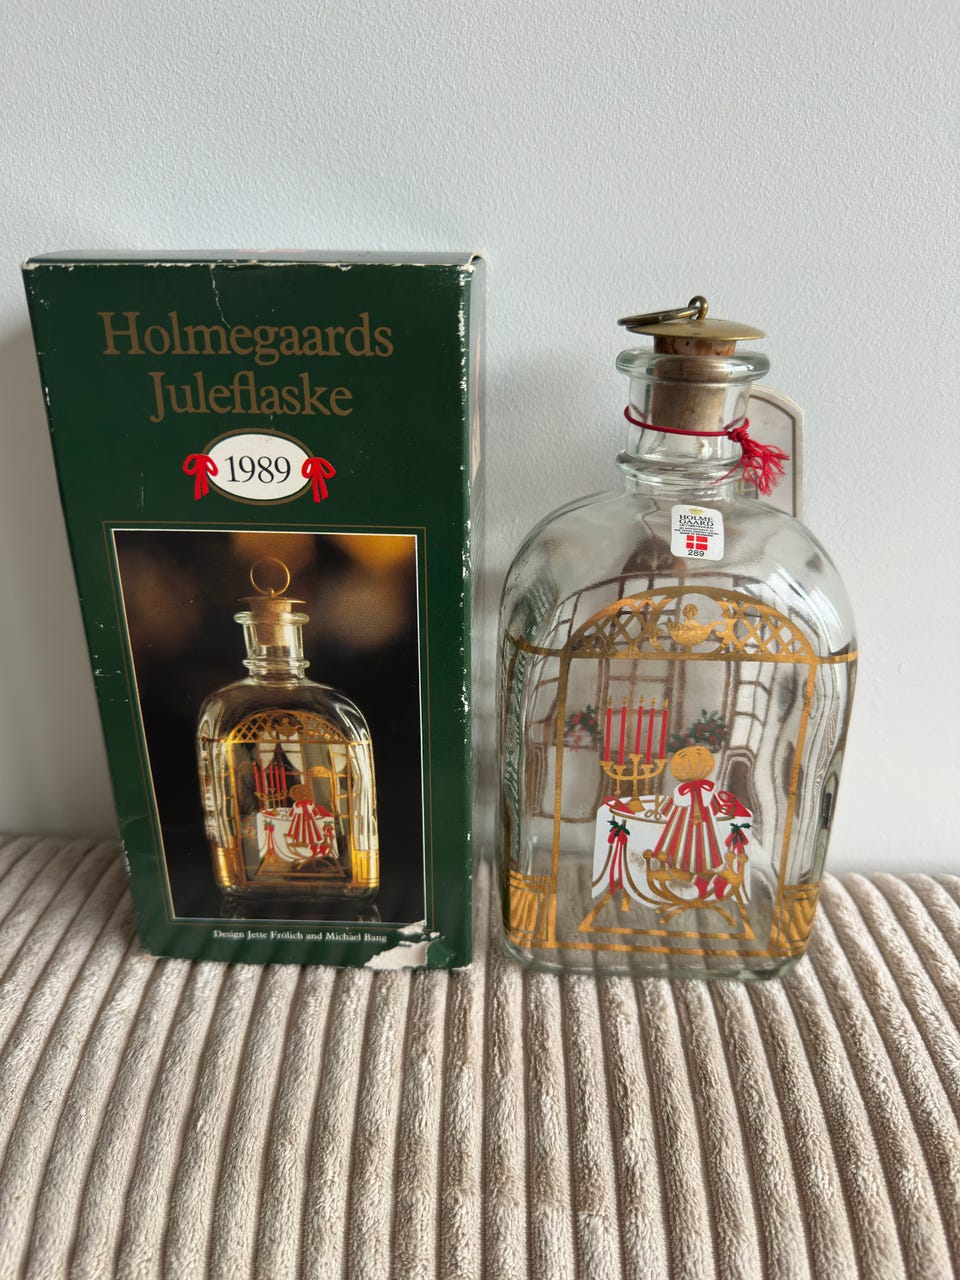 Holmegaards
Juleflaske
1989
Design Jette Frölich and Michael Bang
HOLME
GAARD
289